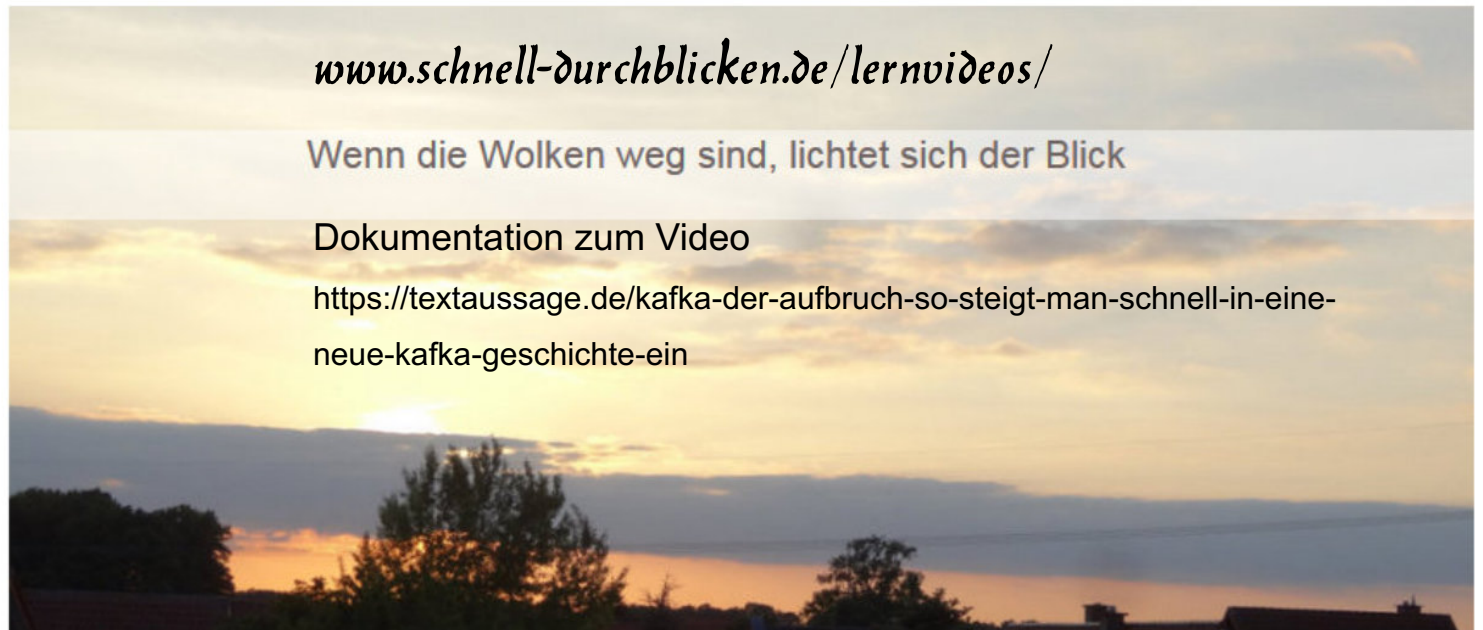 www.schnell-durchblicken.de/lernvideos/
Wenn die Wolken weg sind, lichtet sich der Blick
Dokumentation zum Video
https://textaussage.de/kafka-der-aufbruch-so-steigt-man-schnell-in-eine-
neue-kafka-geschichte-ein